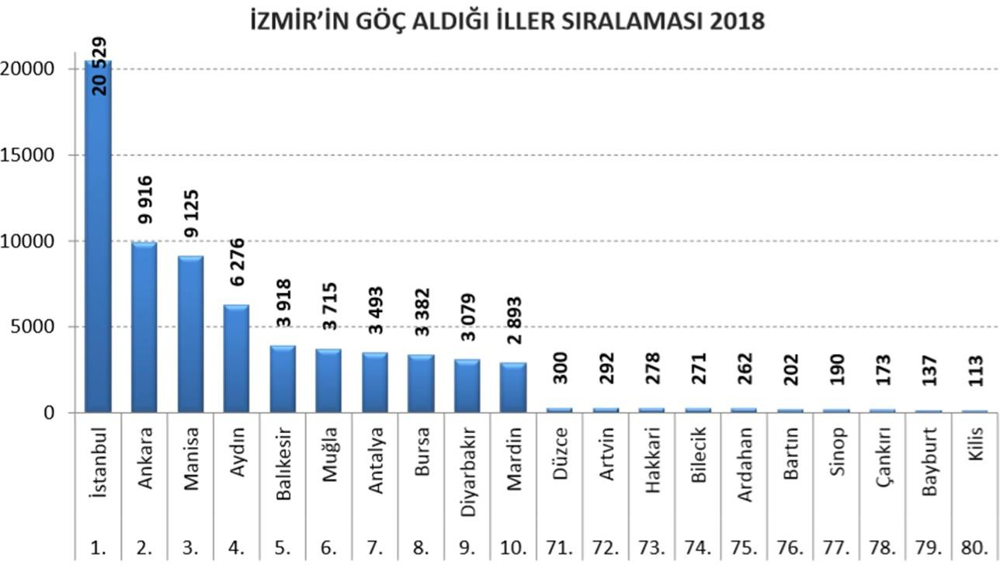 İZMİR’İN GÖÇ ALDIĞI İLLER SIRALAMASI 2018
20000
15000
10000
5000
0
20 529
9 916
9 125
6 276
3 918
3 715
3 493
3 382
3 079
2 893
300
292
278
271
262
202
190
173
137
113
İstanbul
Ankara
Manisa
Aydın
Balıkesir
Muğla
Antalya
Bursa
Diyarbakır
Mardin
Düzce
Artvin
Hakkari
Bilecik
Ardahan
Bartın
Sinop
Çankırı
Bayburt
Kilis
1. 2. 3. 4. 5. 6. 7. 8. 9. 10. 71. 72. 73. 74. 75. 76. 77. 78. 79. 80.